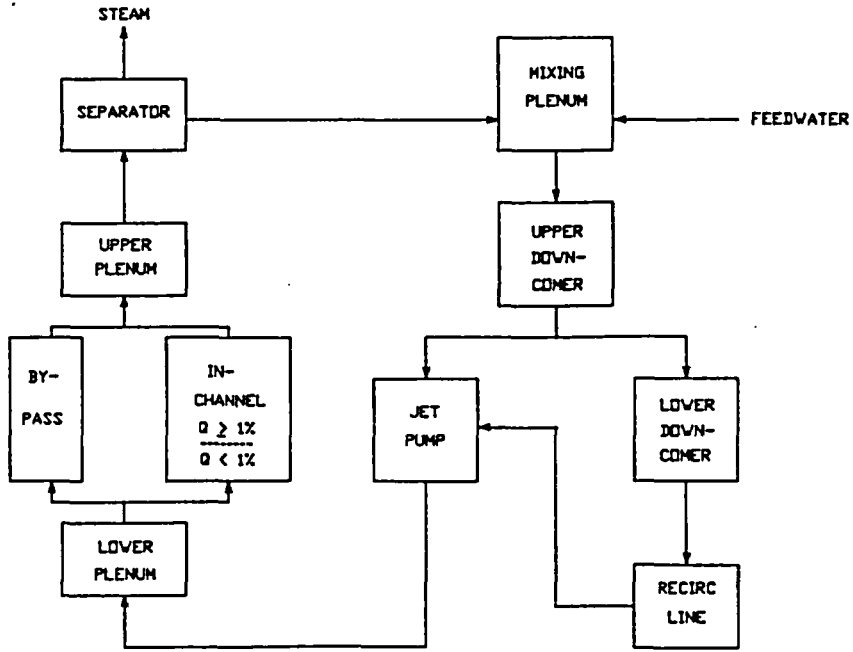 STEAM
SEPARATOR
MIXING
PLENUM
FEEDWATER
UPPER
PLENUM
UPPER
DOWN-
COMER
BY-
PASS
IN-
CHANNEL
Q ≥ 1%
Q < 1%
JET
PUMP
LOWER
DOWN-
COMER
LOWER
PLENUM
RECIRC
LINE